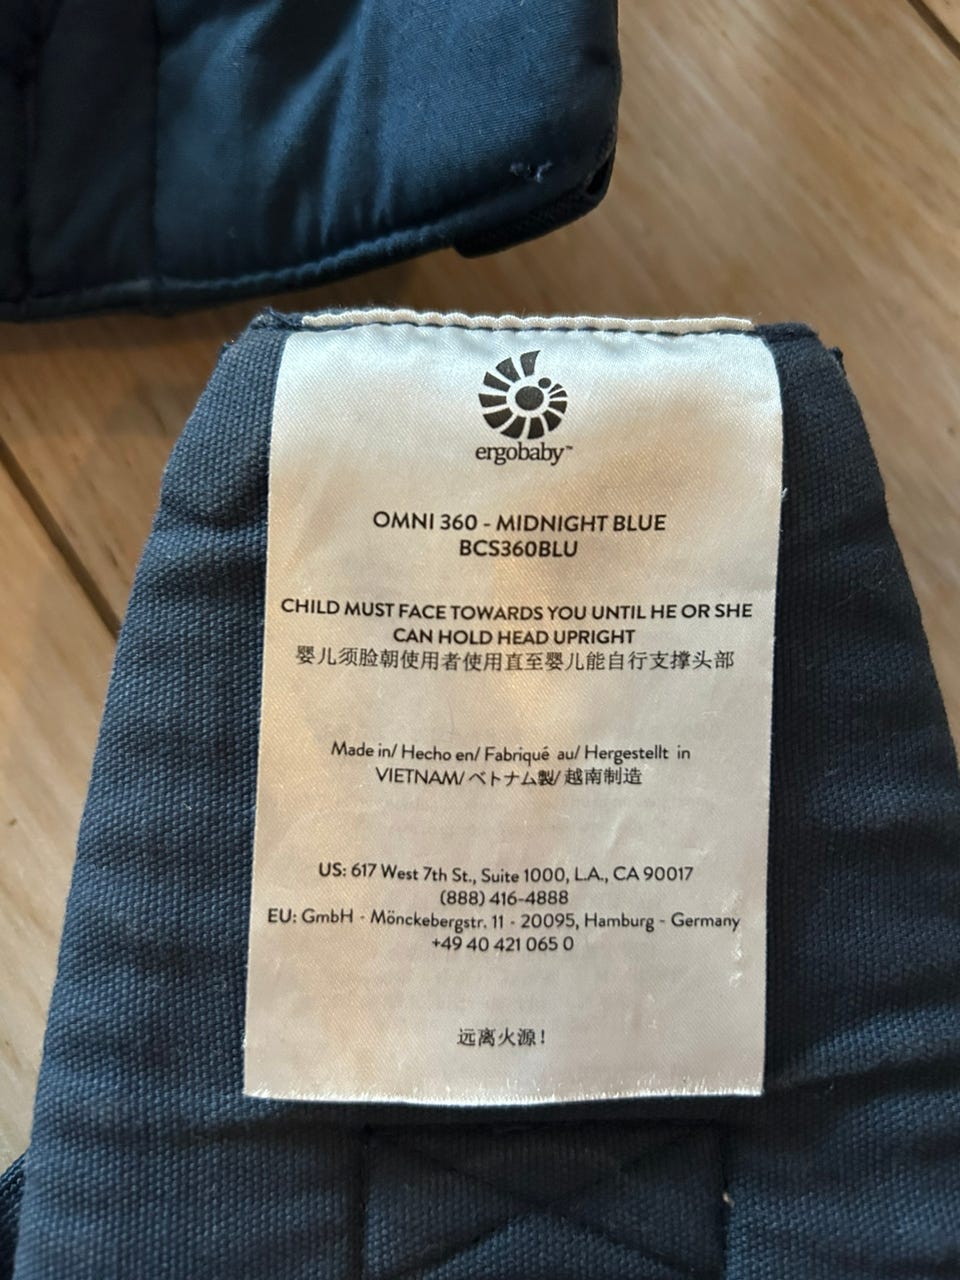 ergobaby™
OMNI 360 - MIDNIGHT BLUE
BCS360BLU
CHILD MUST FACE TOWARDS YOU UNTIL HE OR SHE
CAN HOLD HEAD UPRIGHT
婴儿须脸朝使用者使用直至婴儿能自行支撑头部
Made in/ Hecho en/ Fabriqué au/ Hergestellt in
VIETNAM/ ベトナム製/ 越南制造
US: 617 West 7th St., Suite 1000, L.A., CA 90017
(888) 416-4888
EU: GmbH - Mönckebergstr. 11 - 20095, Hamburg - Germany
+49 40 421 065 0
远离火源!